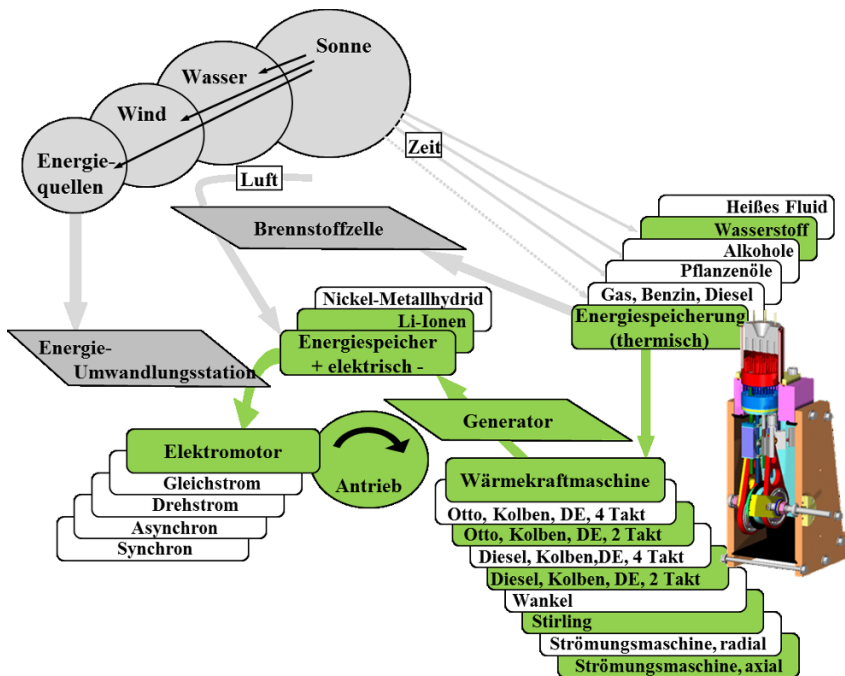 Sonne
Wasser
Wind
Energie-
quellen
Zeit
Luft
Brennstoffzelle
Heißes Fluid
Wasserstoff
Alkohole
Pflanzenöle
Gas, Benzin, Diesel
Energiespeicherung
(thermisch)
Nickel-Metallhydrid
Li-Ionen
Energiespeicher
+ elektrisch -
Energie-
Umwandlungsstation
Generator
Elektromotor
Antrieb
Gleichstrom
Drehstrom
Asynchron
Synchron
Wärmekraftmaschine
Otto, Kolben, DE, 4 Takt
Otto, Kolben, DE, 2 Takt
Diesel, Kolben,DE, 4 Takt
Diesel, Kolben, DE, 2 Takt
Wankel
Stirling
Strömungsmaschine, radial
Strömungsmaschine, axial